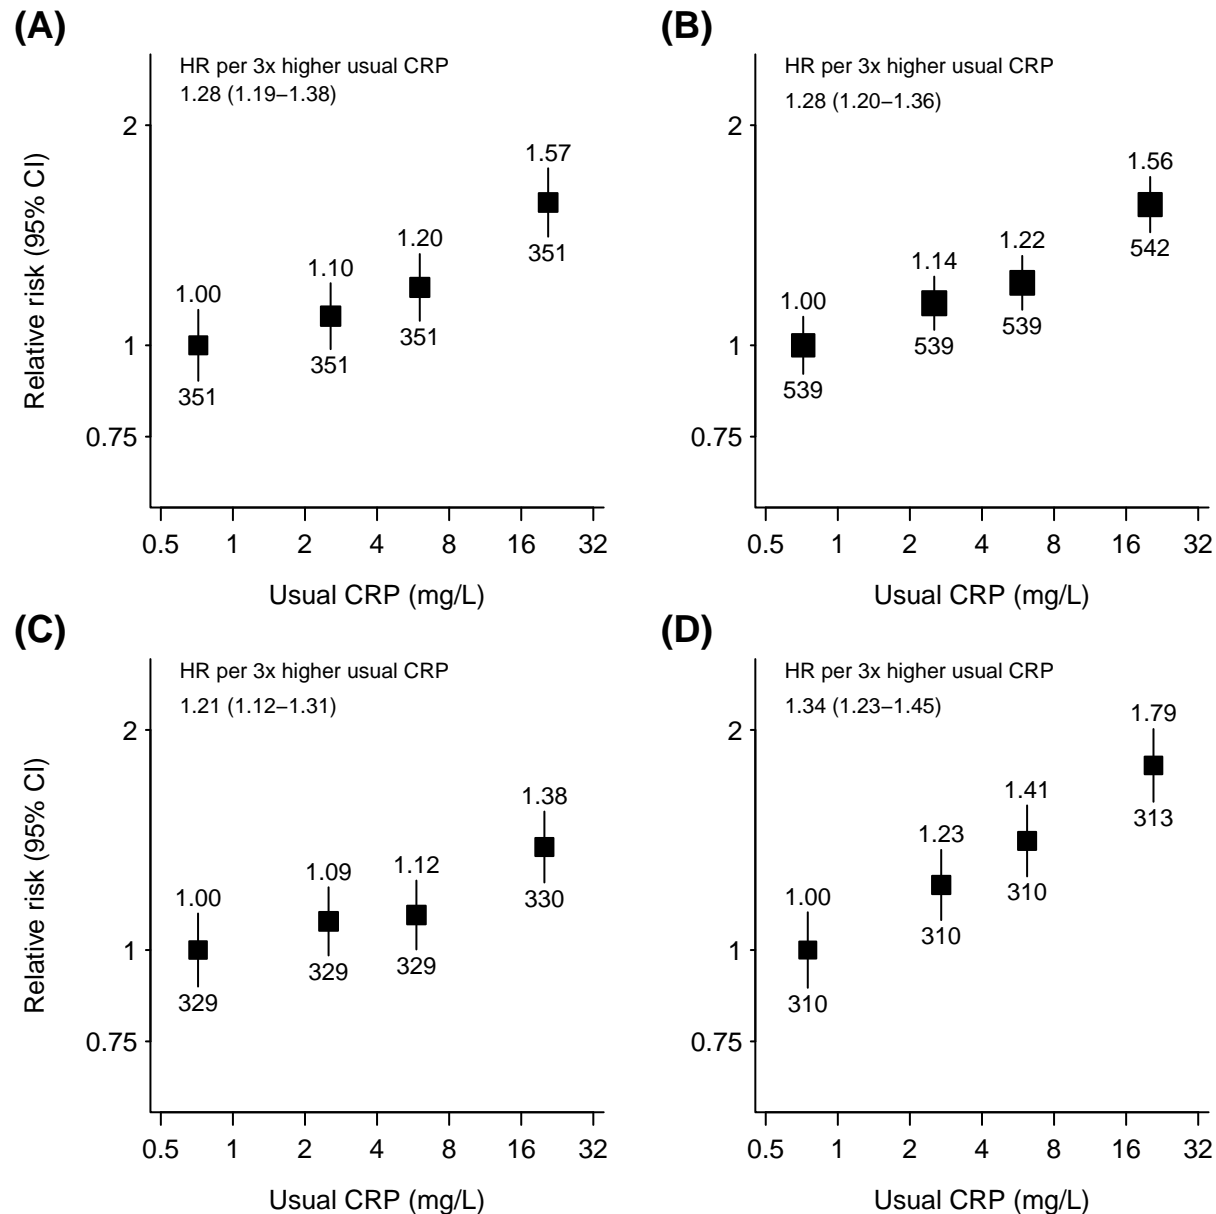 (A)
HR per 3x higher usual CRP
1.28 (1.19−1.38)
Relative risk (95% CI)
2
1
0.75
1.00
351
1.10
351
1.20
351
1.57
351
0.5 1 2 4 8 16 32
Usual CRP (mg/L)
(B)
HR per 3x higher usual CRP
1.28 (1.20−1.36)
2
1
0.75
1.00
539
1.14
539
1.22
539
1.56
542
0.5 1 2 4 8 16 32
Usual CRP (mg/L)
(C)
HR per 3x higher usual CRP
1.21 (1.12−1.31)
Relative risk (95% CI)
2
1
0.75
1.00
329
1.09
329
1.12
329
1.38
330
0.5 1 2 4 8 16 32
Usual CRP (mg/L)
(D)
HR per 3x higher usual CRP
1.34 (1.23−1.45)
2
1
0.75
1.00
310
1.23
310
1.41
310
1.79
313
0.5 1 2 4 8 16 32
Usual CRP (mg/L)